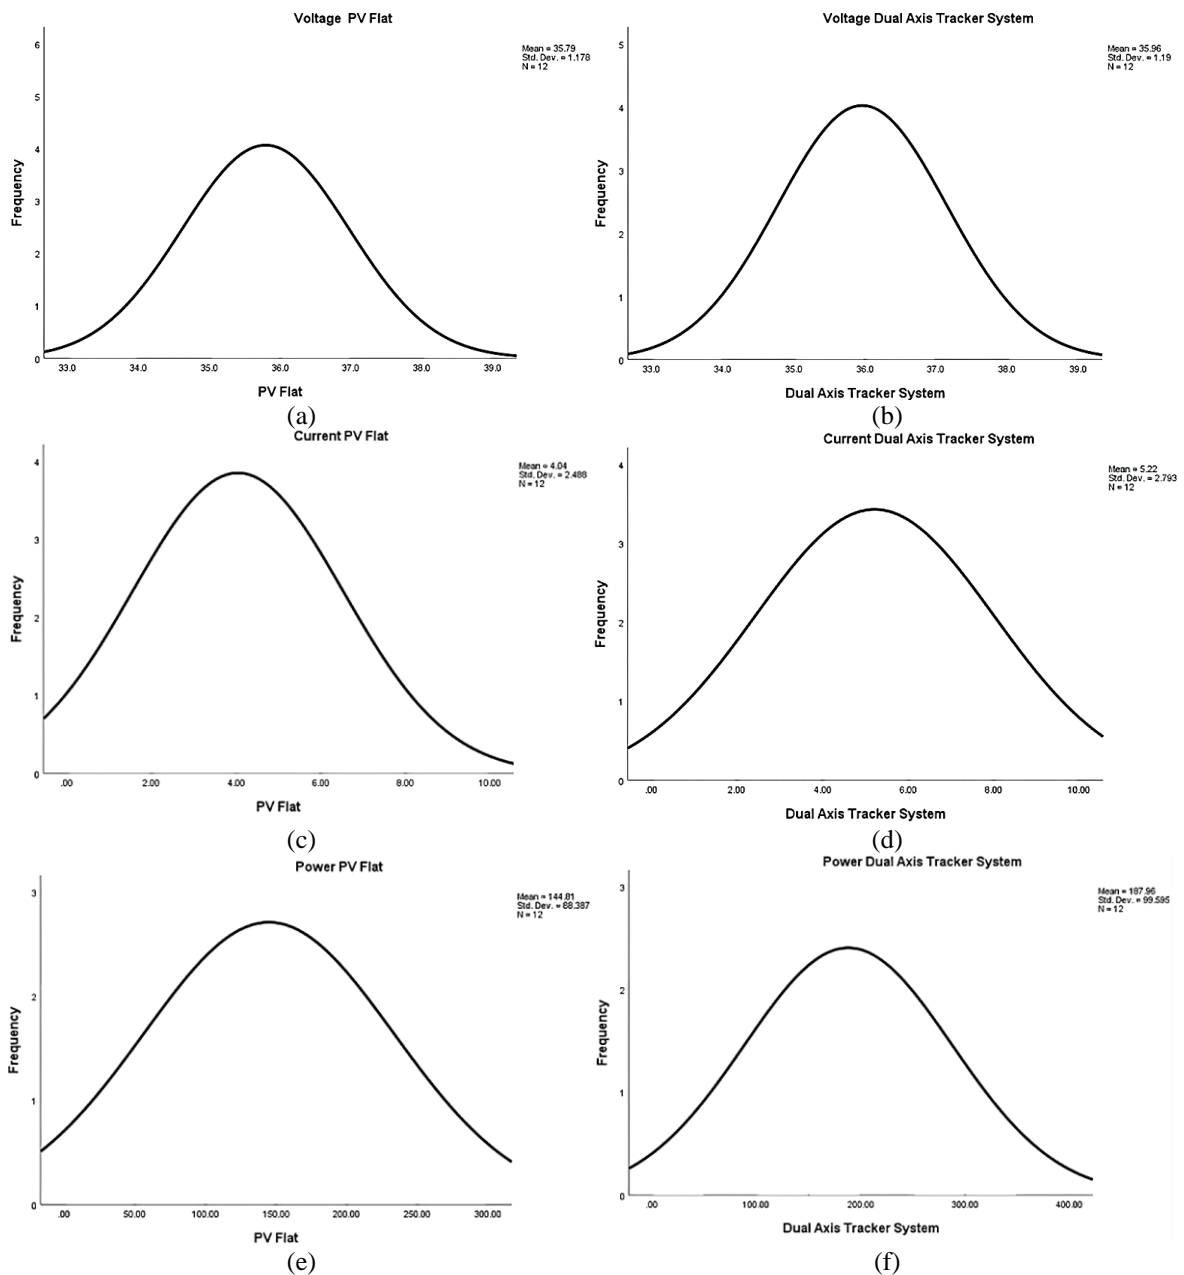 Voltage PV Flat
Mean = 35.79
Std. Dev. = 1.178
N = 12
6
5
4
3
2
1
0
Frequency
33.0 34.0 35.0 36.0 37.0 38.0 39.0
PV Flat
(a)
Voltage Dual Axis Tracker System
Mean = 35.96
Std. Dev. = 1.19
N = 12
5
4
3
2
1
0
Frequency
33.0 34.0 35.0 36.0 37.0 38.0 39.0
Dual Axis Tracker System
(b)
Current PV Flat
Mean = 4.04
Std. Dev. = 2.488
N = 12
4
3
2
1
0
Frequency
.00 2.00 4.00 6.00 8.00 10.00
PV Flat
(c)
Current Dual Axis Tracker System
Mean = 5.22
Std. Dev. = 2.793
N = 12
4
3
2
1
0
Frequency
.00 2.00 4.00 6.00 8.00 10.00
Dual Axis Tracker System
(d)
Power PV Flat
Mean = 144.81
Std. Dev. = 88.387
N = 12
3
2
1
0
Frequency
.00 50.00 100.00 150.00 200.00 250.00 300.00
PV Flat
(e)
Power Dual Axis Tracker System
Mean = 187.96
Std. Dev. = 99.595
N = 12
3
2
1
0
Frequency
.00 100.00 200.00 300.00 400.00
Dual Axis Tracker System
(f)